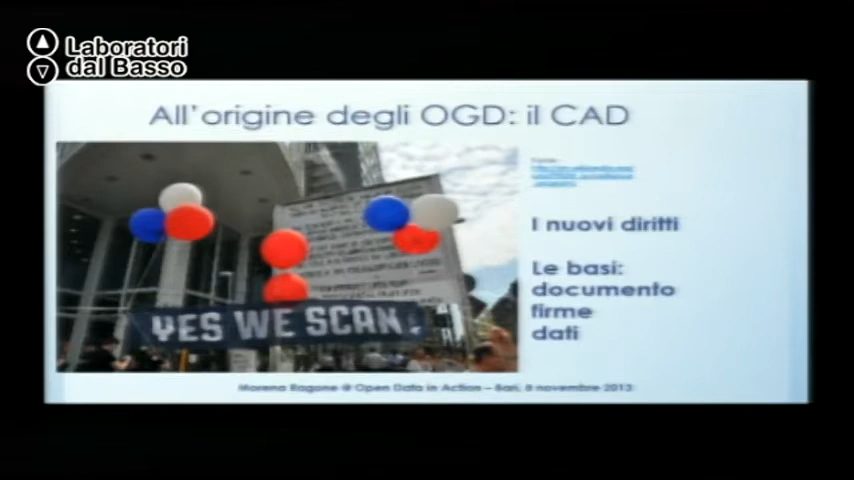 Laboratori
dal Basso
All'origine degli OGD: il CAD
I nuovi diritti
Le basi:
documento
firme
dati
YES WE SCAN!
Morena Ragone @ Open Data in Action – Bari, 8 novembre 2013